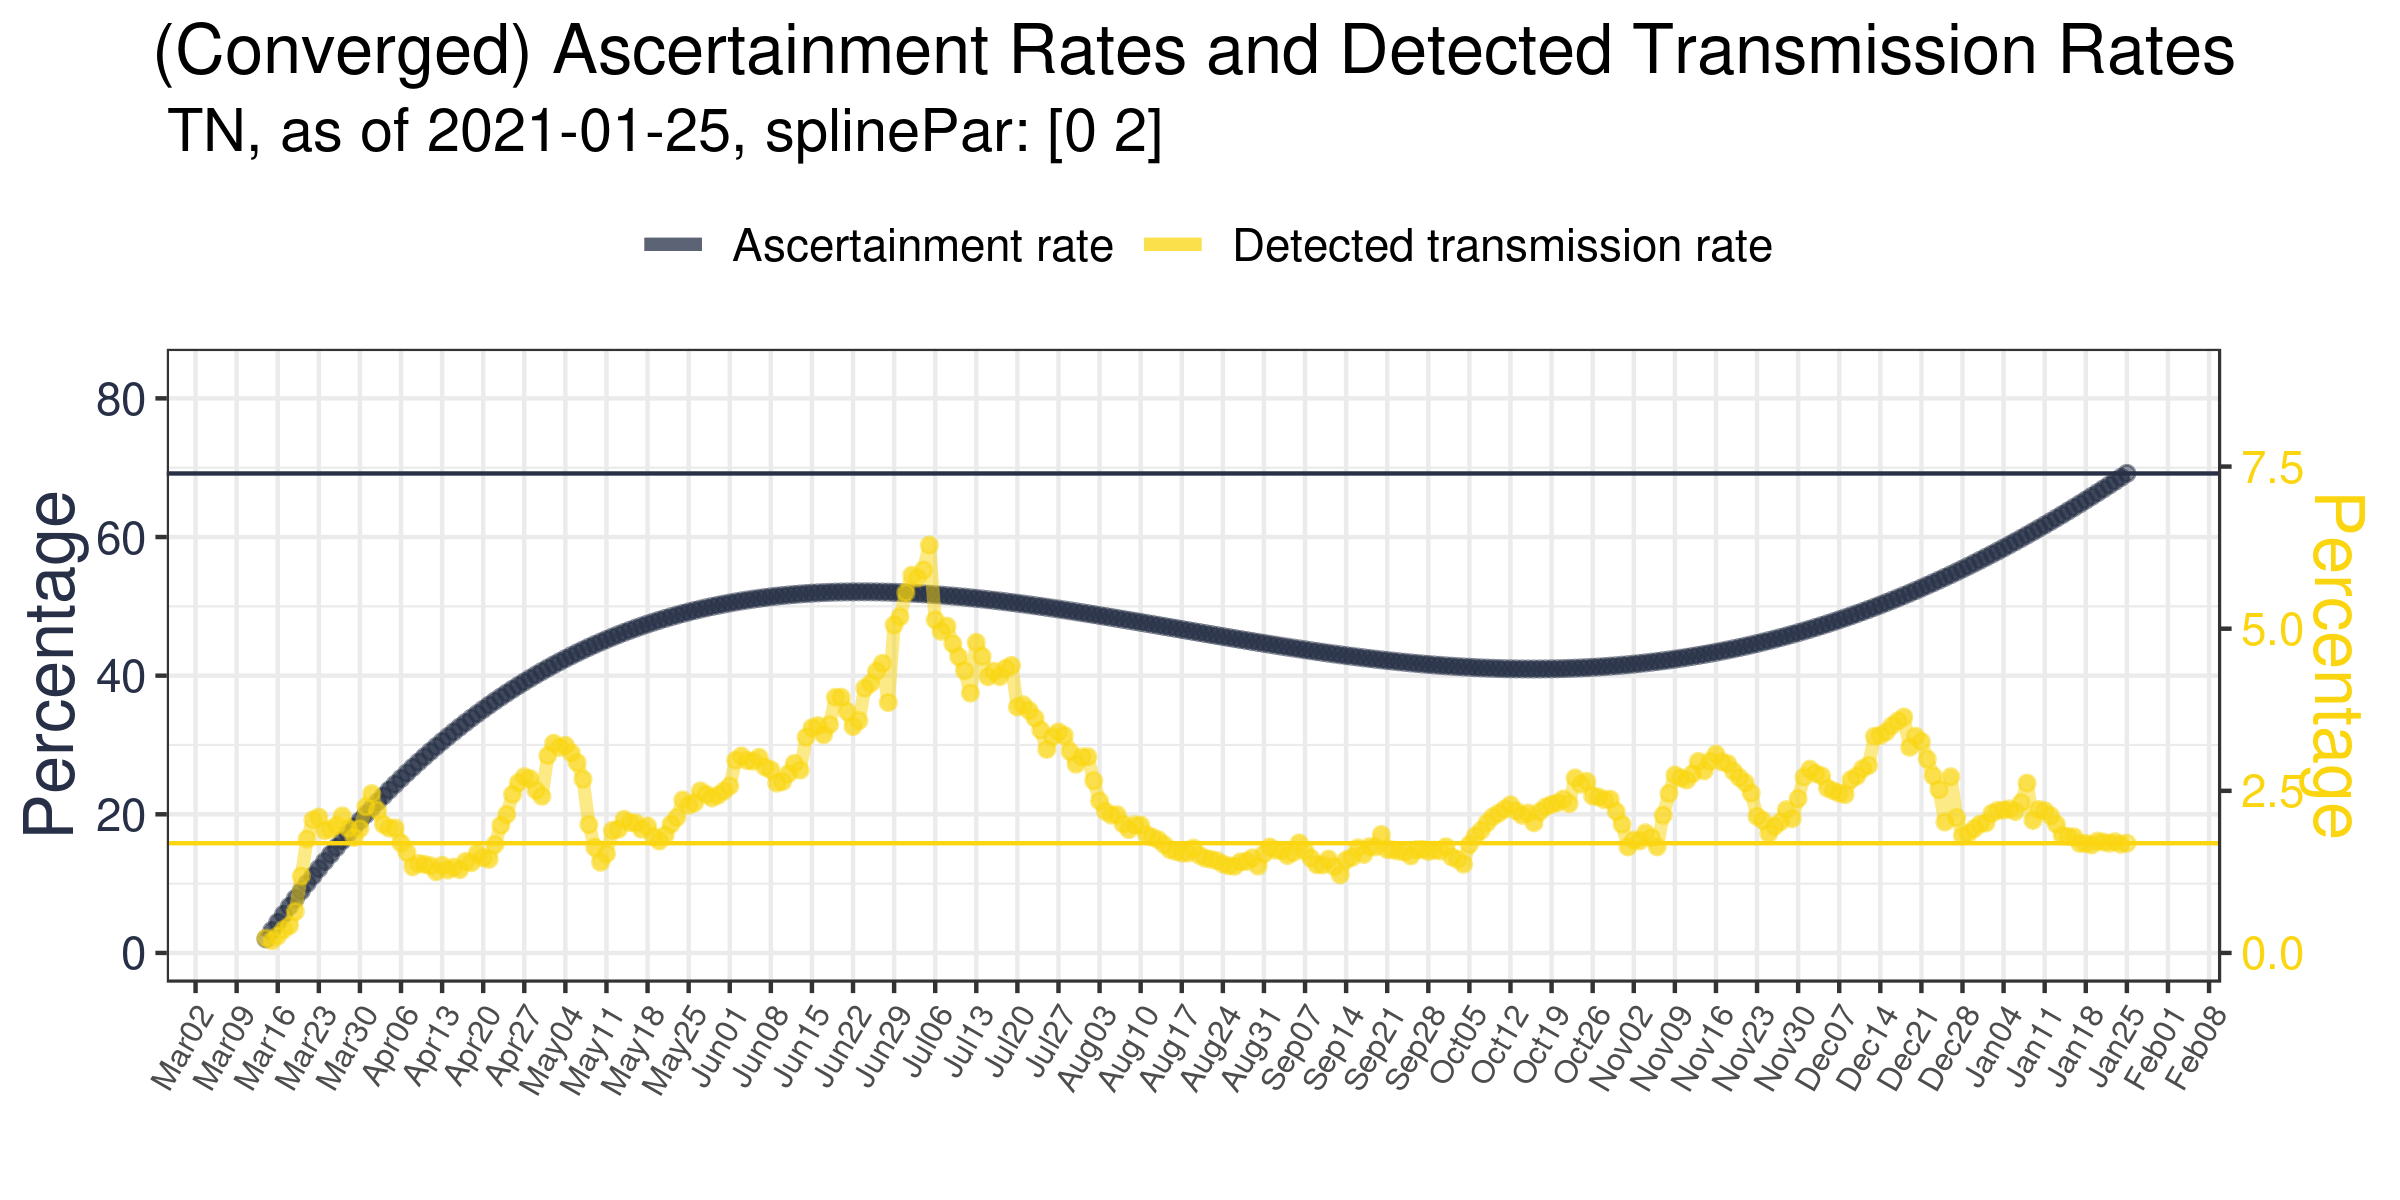 (Converged) Ascertainment Rates and Detected Transmission Rates
TN, as of 2021-01-25, splinePar: [0 2]
Ascertainment rate
Detected transmission rate
Percentage
80
60
40
20
0
7.5
5.0
2.5
0.0
Percentage
Mar02
Mar09
Mar16
Mar23
Mar30
Apr06
Apr13
Apr20
Apr27
May04
May11
May18
May25
Jun01
Jun08
Jun15
Jun22
Jun29
Jul06
Jul13
Jul20
Jul27
Aug03
Aug10
Aug17
Aug24
Aug31
Sep07
Sep14
Sep21
Sep28
Oct05
Oct12
Oct19
Oct26
Nov02
Nov09
Nov16
Nov23
Nov30
Dec07
Dec14
Dec21
Dec28
Jan04
Jan11
Jan18
Jan25
Feb01
Feb08